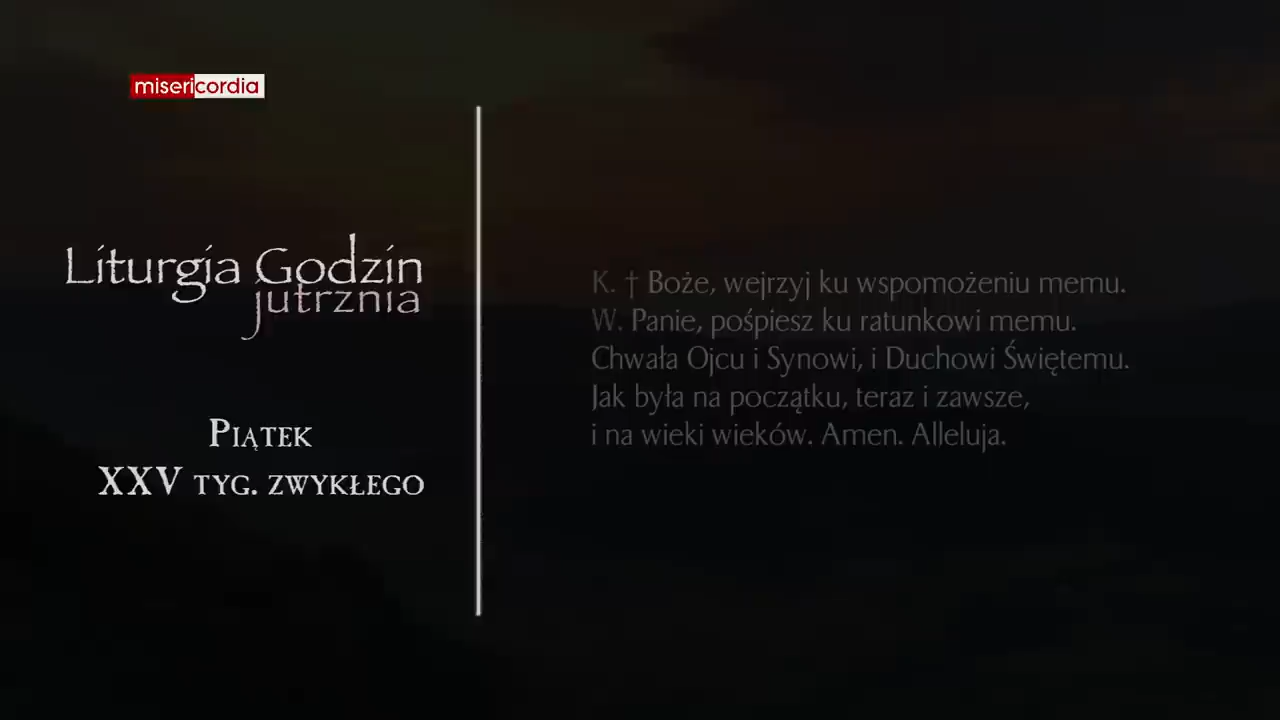 misericordia
Liturgia Godzin
jutrznia
Piątek
XXV tyg. zwykłego
K. † Boże, wejrzyj ku wspomożeniu memu.
W. Panie, pośpiesz ku ratunkowi memu.
Chwała Ojcu i Synowi, i Duchowi Świętemu.
Jak była na początku, teraz i zawsze,
i na wieki wieków. Amen. Alleluja.